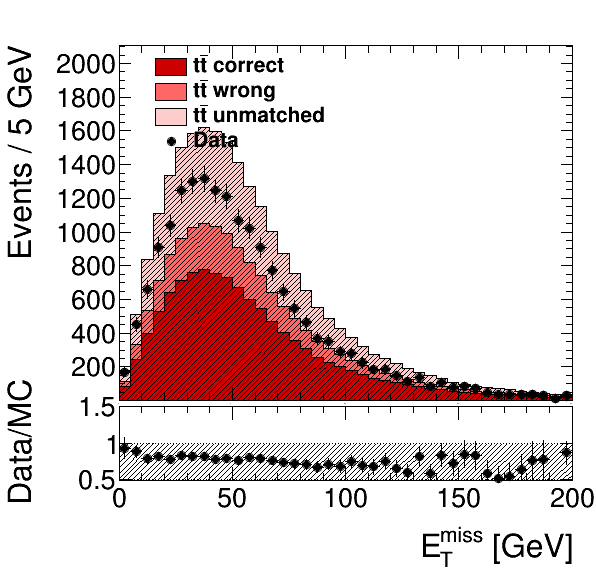 Events / 5 GeV
2000
1800
1600
1400
1200
1000
800
600
400
200
tt̄ correct
tt̄ wrong
tt̄ unmatched
Data
Data/MC
1.5
1
0.5
0 50 100 150 200
E_T^miss [GeV]